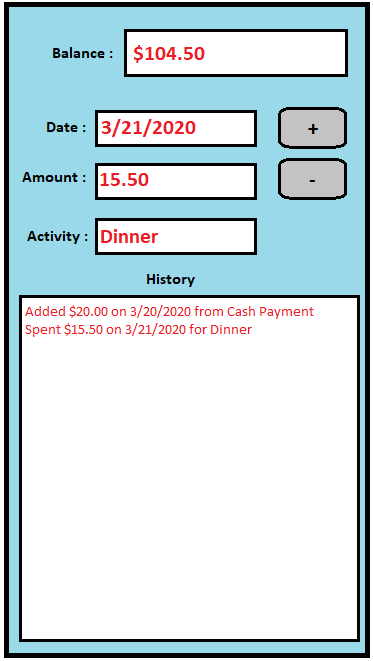 Balance : $104.50
Date : 3/21/2020 +
Amount : 15.50 -
Activity : Dinner
History
Added $20.00 on 3/20/2020 from Cash Payment
Spent $15.50 on 3/21/2020 for Dinner